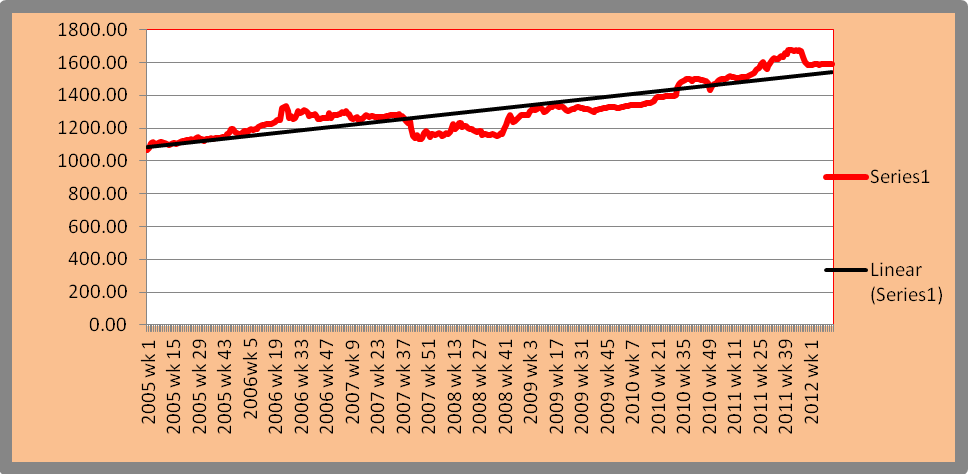 1800.00
1600.00
1400.00
1200.00
1000.00
800.00
600.00
400.00
200.00
0.00
2005 wk 1
2005 wk 15
2005 wk 29
2005 wk 43
2006wk 5
2006 wk 19
2006 wk 33
2006 wk 47
2007 wk 9
2007 wk 23
2007 wk 37
2007 wk 51
2008 wk 13
2008 wk 27
2008 wk 41
2009 wk 3
2009 wk 17
2009 wk 31
2009 wk 45
2010 wk 7
2010 wk 21
2010 wk 35
2010 wk 49
2011 wk 11
2011 wk 25
2011 wk 39
2012 wk 1
Series1
Linear
(Series1)